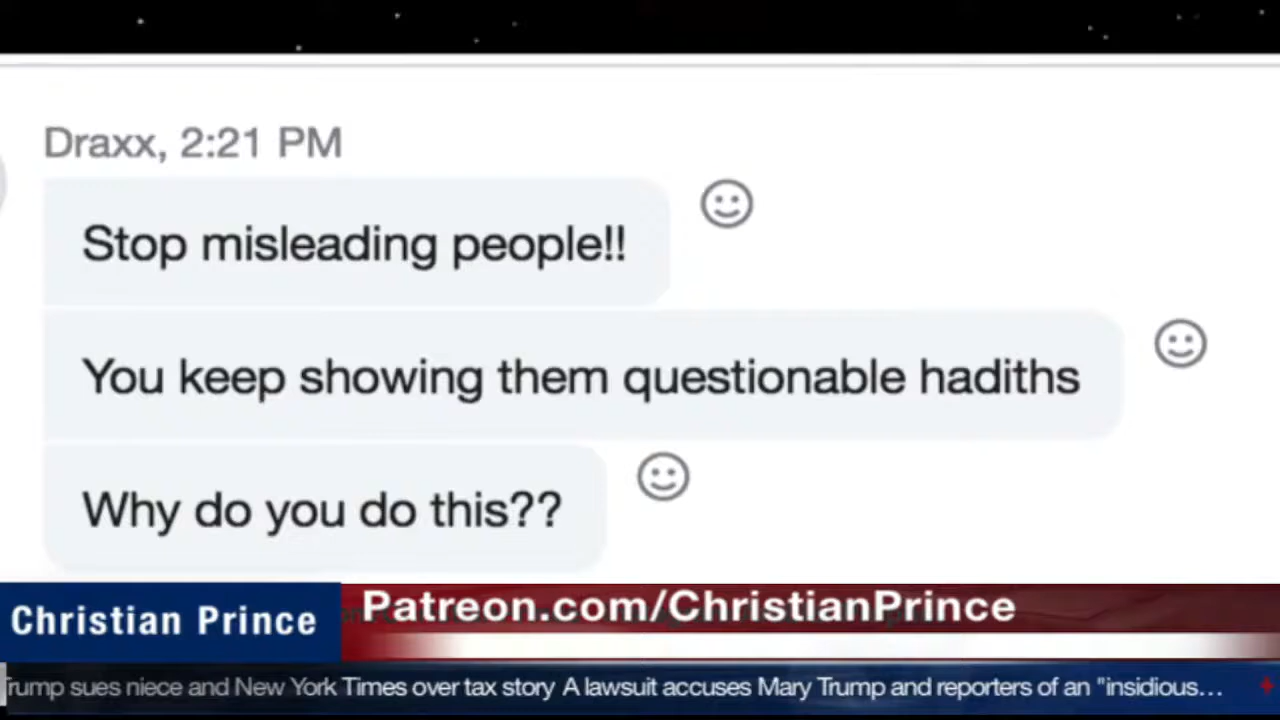 Draxx, 2:21 PM
Stop misleading people!!
You keep showing them questionable hadiths
Why do you do this??
Christian Prince
Patreon.com/ChristianPrince
Trump sues niece and New York Times over tax story A lawsuit accuses Mary Trump and reporters of an "insidious...